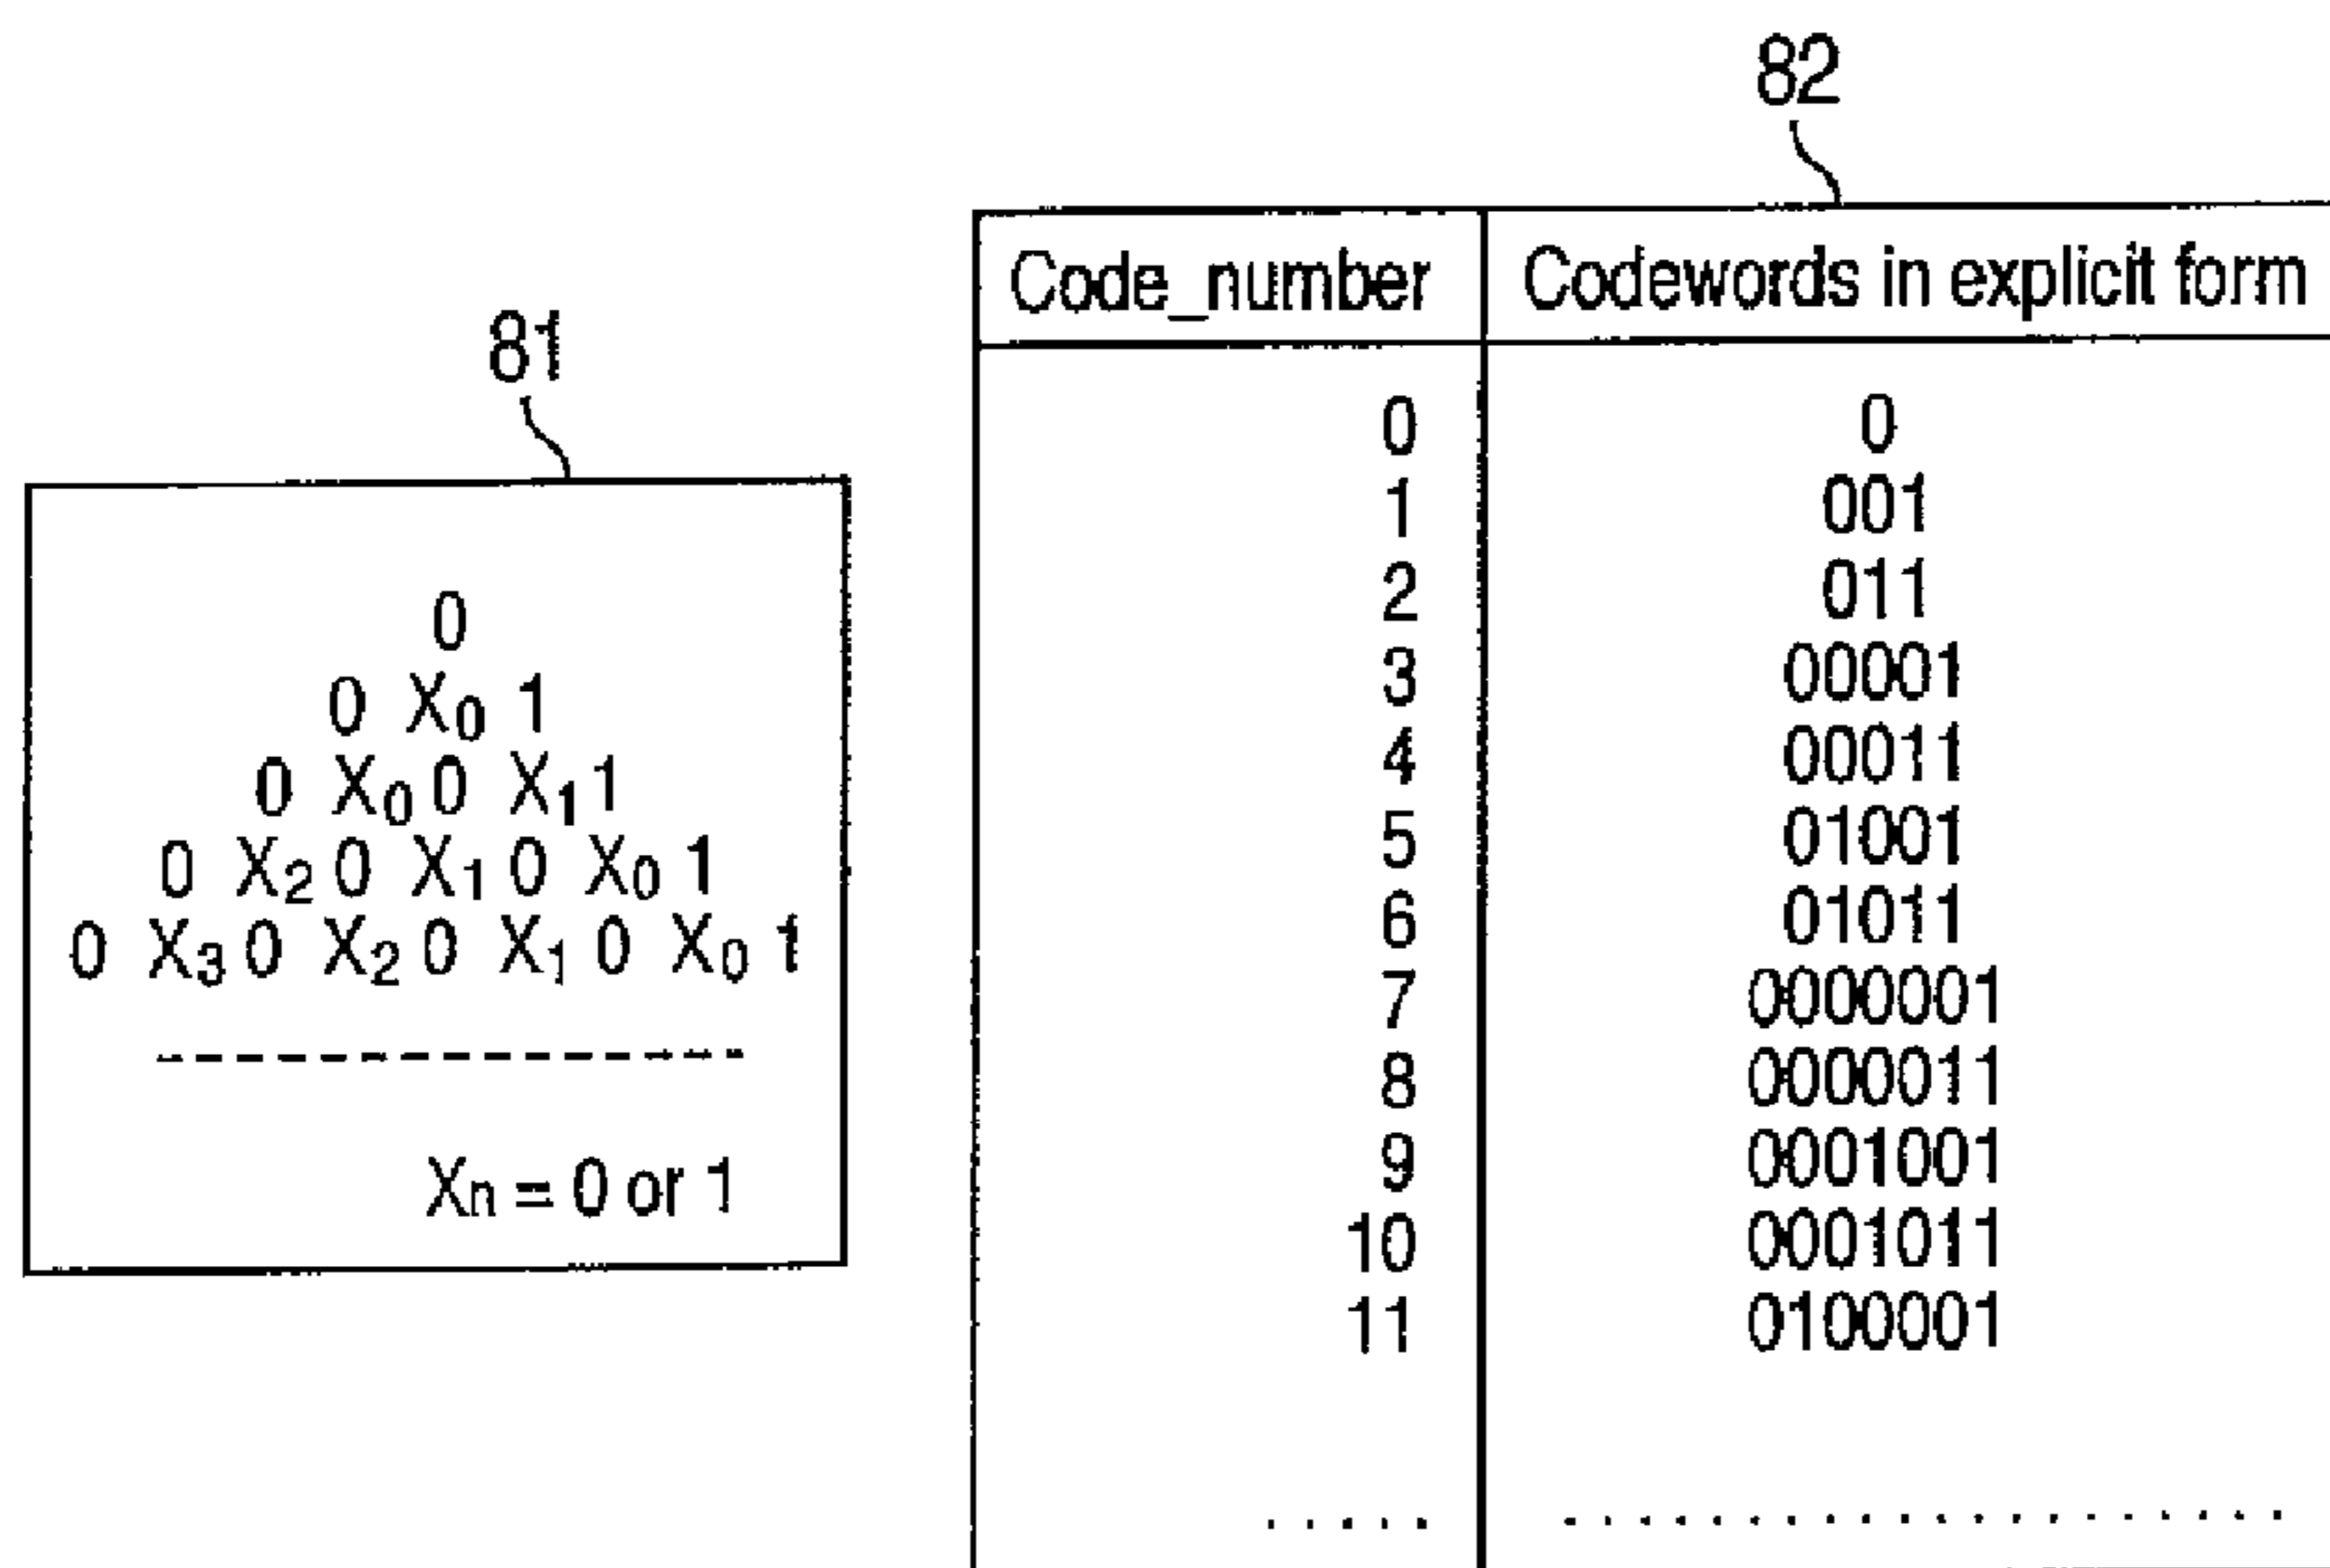 81
0
0 X₀ 1
0 X₀ 0 X₁ 1
0 X₂ 0 X₁ 0 X₀ 1
0 X₃ 0 X₂ 0 X₁ 0 X₀ 1
Xn = 0 or 1
82
Code_number Codewords in explicit form
0 0
1 001
2 011
3 00001
4 00011
5 01001
6 01011
7 0000001
8 0000011
9 0001001
10 0001011
11 0100001
..... ....................